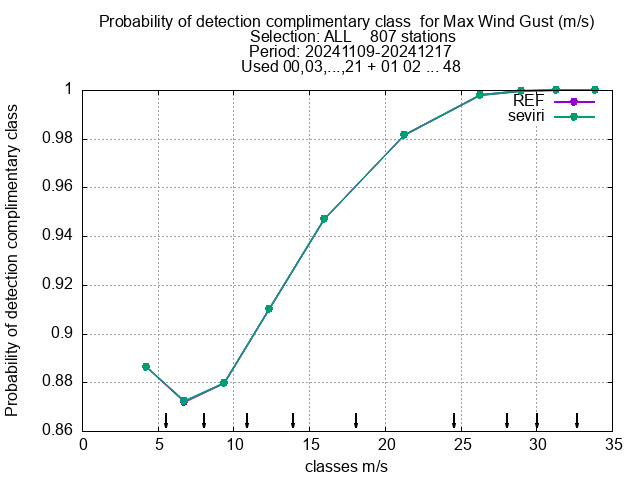 Probability of detection complimentary class  for Max Wind Gust (m/s)
Selection: ALL    807 stations
Period: 20241109-20241217
Used 00,03,...,21 + 01 02 ... 48
Probability of detection complimentary class
1
0.98
0.96
0.94
0.92
0.9
0.88
0.86
REF
seviri
0 5 10 15 20 25 30 35
classes m/s